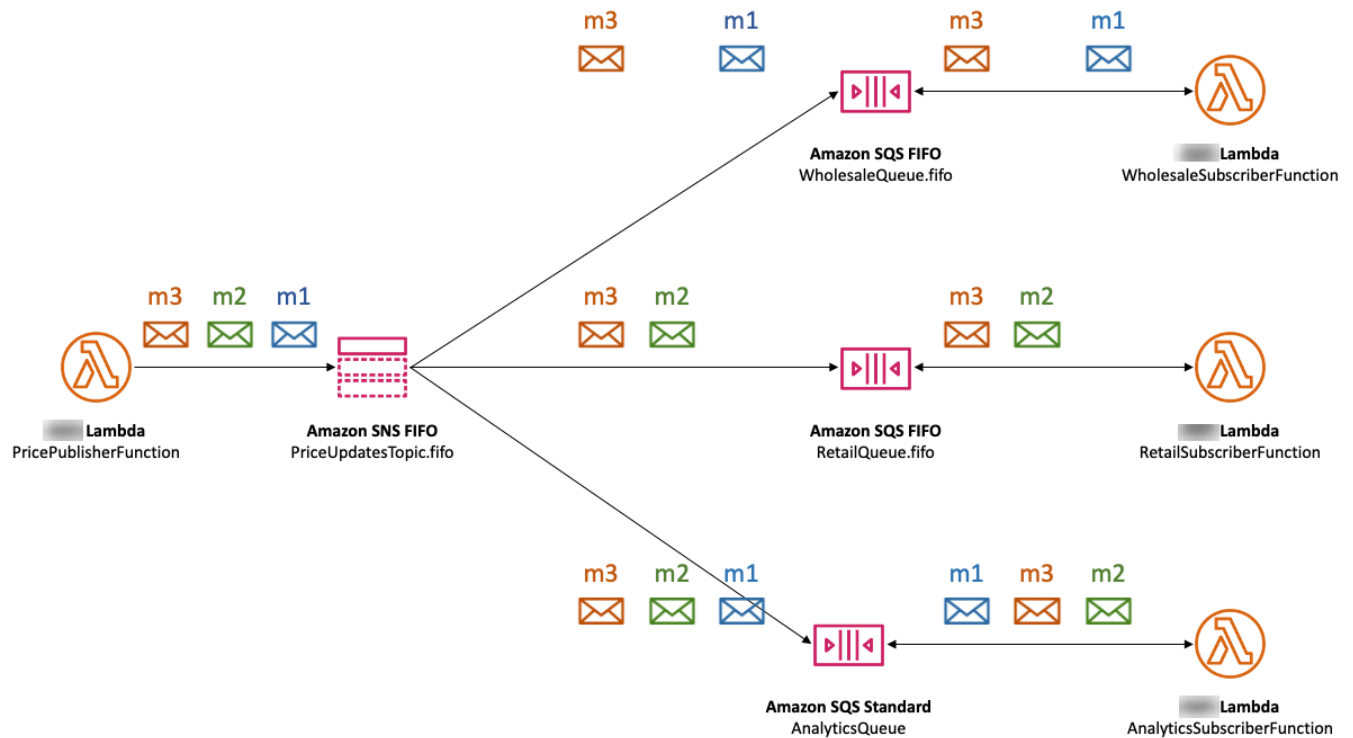 m3 m1 m3 m1
Amazon SQS FIFO
WholesaleQueue.fifo
Lambda
WholesaleSubscriberFunction
m3 m2 m1
m3 m2 m3 m2
Lambda
PricePublisherFunction
Amazon SNS FIFO
PriceUpdatesTopic.fifo
Amazon SQS FIFO
RetailQueue.fifo
Lambda
RetailSubscriberFunction
m3 m2 m1 m1 m3 m2
Amazon SQS Standard
AnalyticsQueue
Lambda
AnalyticsSubscriberFunction